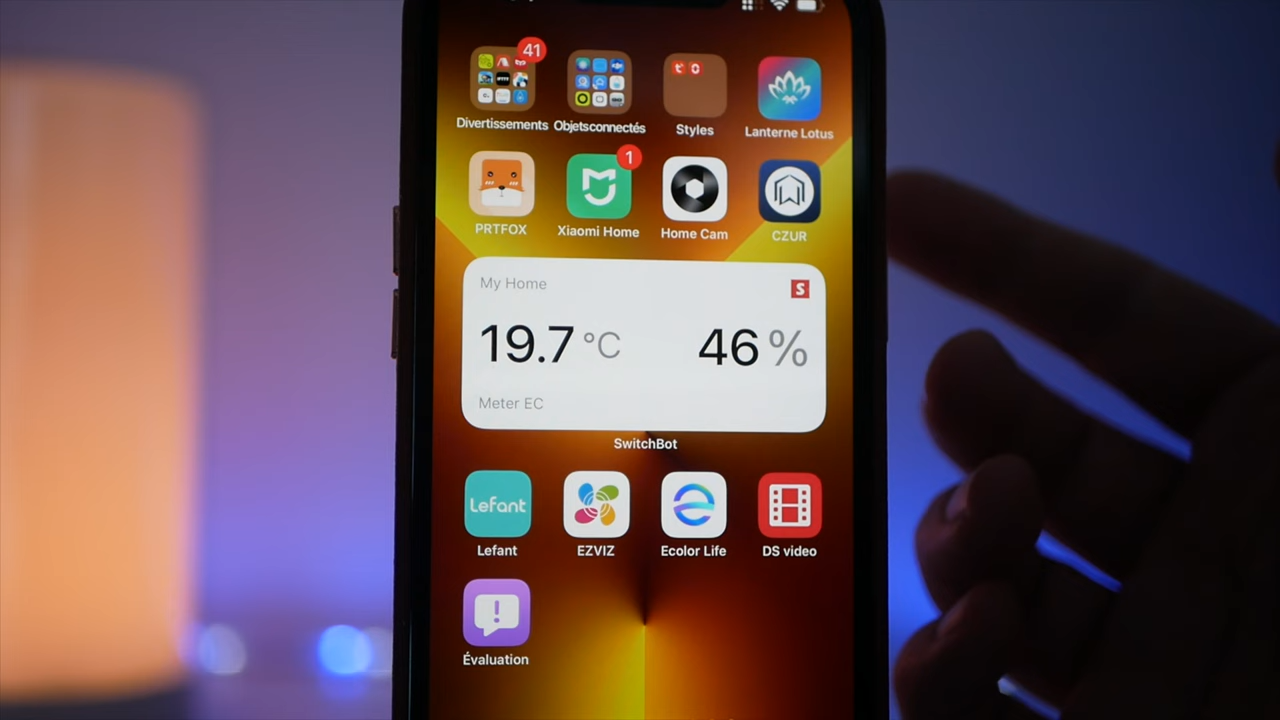 41
Divertissements Objetsconnectés Styles Lanterne Lotus
1
PRTFOX Xiaomi Home Home Cam CZUR
My Home S
19.7 °C 46 %
Meter EC
SwitchBot
Lefant
Lefant EZVIZ Ecolor Life DS video
Évaluation